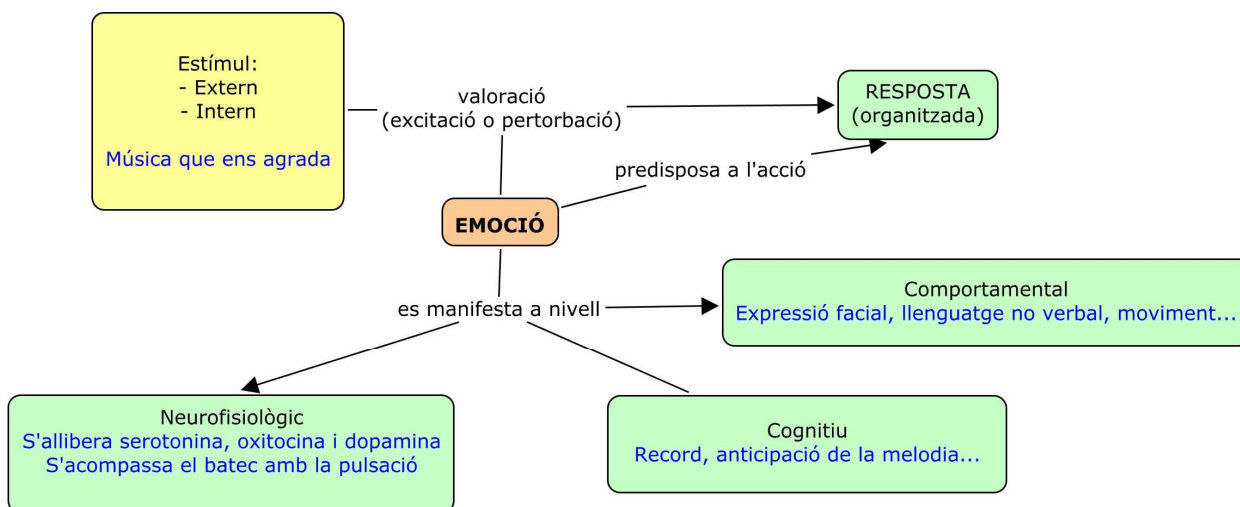 Estímul:
- Extern
- Intern
Música que ens agrada
valoració
(excitació o pertorbació)
RESPOSTA
(organitzada)
predisposa a l'acció
EMOCIÓ
es manifesta a nivell
Comportamental
Expressió facial, llenguatge no verbal, moviment...
Neurofisiològic
S'allibera serotonina, oxitocina i dopamina
S'acompassa el batec amb la pulsació
Cognitiu
Record, anticipació de la melodia...